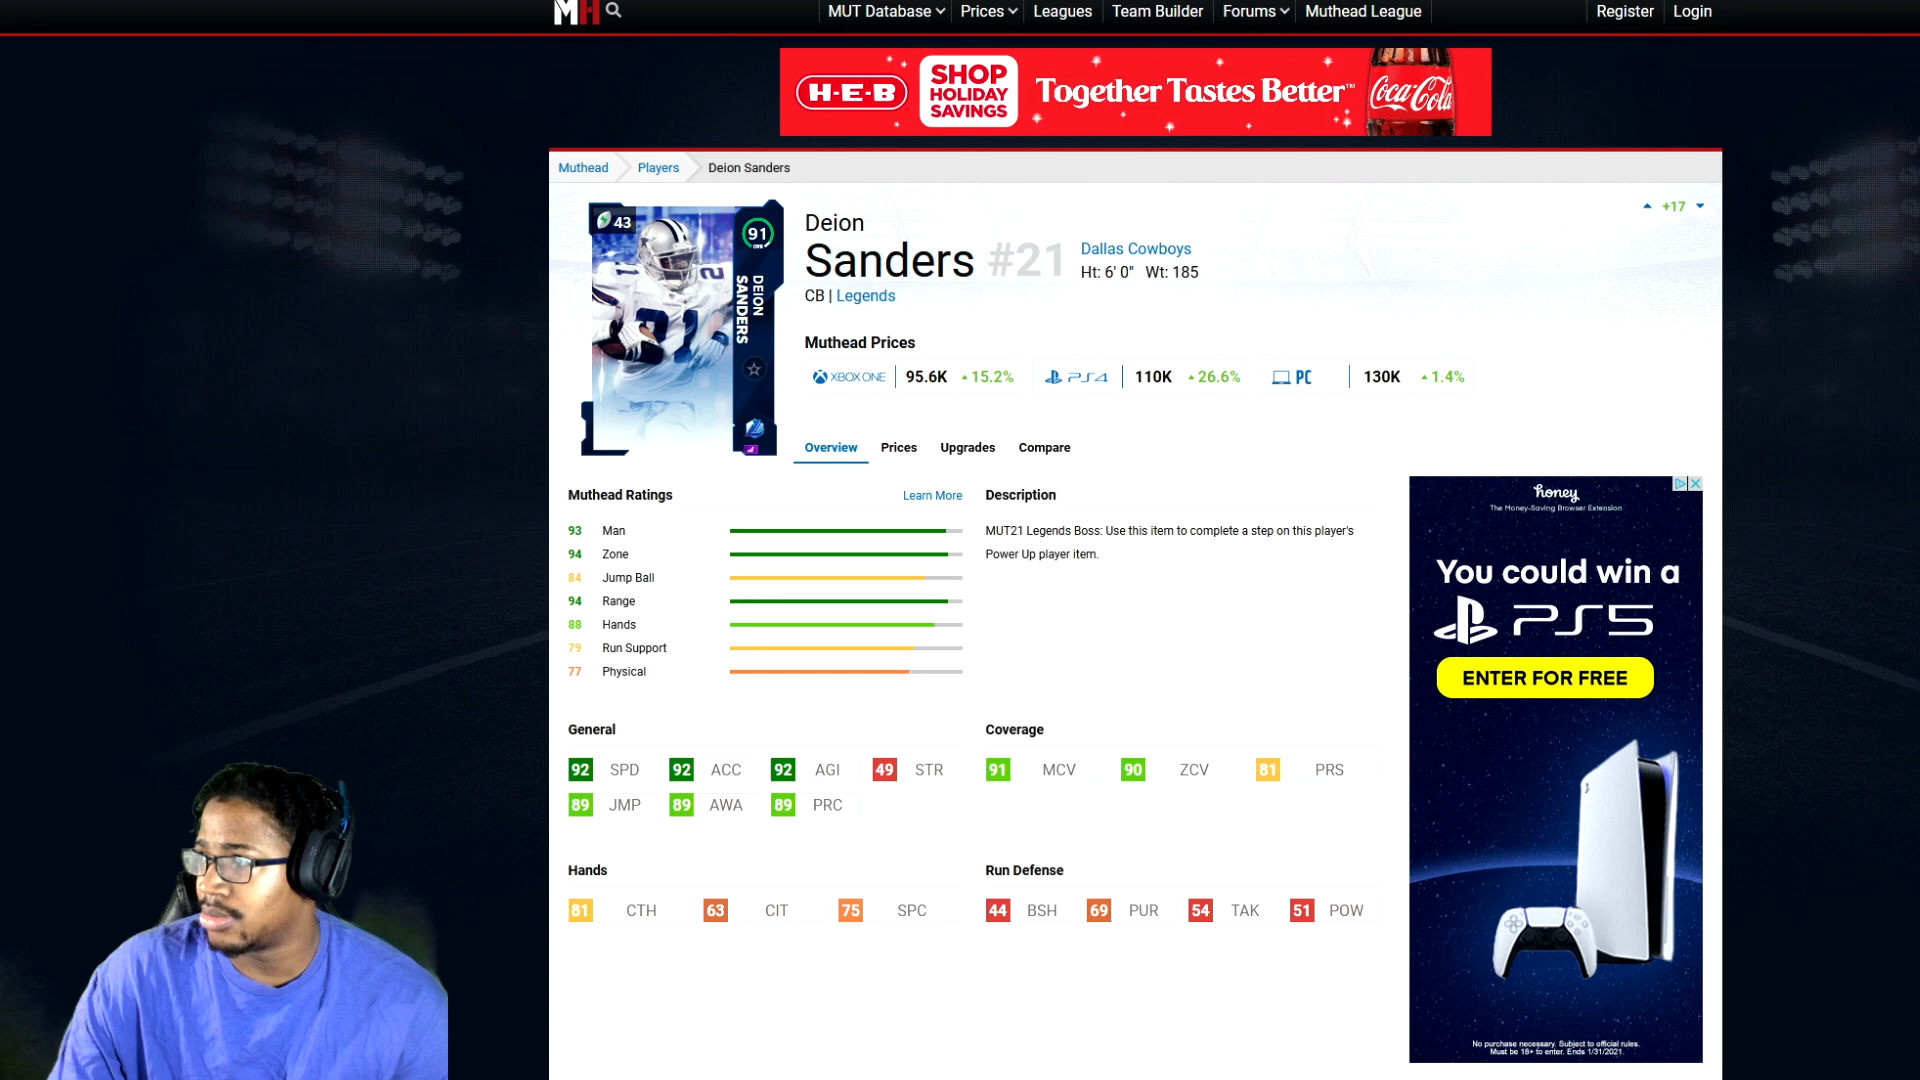 MH
MUT Database
Prices
Leagues
Team Builder
Forums
Muthead League
Register
Login
H-E-B
SHOP
HOLIDAY
SAVINGS
Together Tastes Better™
Coca-Cola
Muthead
Players
Deion Sanders
43
91
OVR
DEION
SANDERS
Deion
Sanders #21
Dallas Cowboys
Ht: 6' 0" Wt: 185
CB | Legends
+17
Muthead Prices
XBOX ONE 95.6K 15.2%
PS4 110K 26.6%
PC 130K 1.4%
Overview
Prices
Upgrades
Compare
Muthead Ratings
Learn More
93 Man
94 Zone
84 Jump Ball
94 Range
88 Hands
79 Run Support
77 Physical
Description
MUT21 Legends Boss: Use this item to complete a step on this player's
Power Up player item.
General
92 SPD 92 ACC 92 AGI 49 STR
89 JMP 89 AWA 89 PRC
Coverage
91 MCV 90 ZCV 81 PRS
Hands
81 CTH 63 CIT 75 SPC
Run Defense
44 BSH 69 PUR 54 TAK 51 POW
honey
The Money-Saving Browser Extension
You could win a
PS5
ENTER FOR FREE
No purchase necessary. Subject to official rules.
Must be 18+ to enter. Ends 1/31/2021.